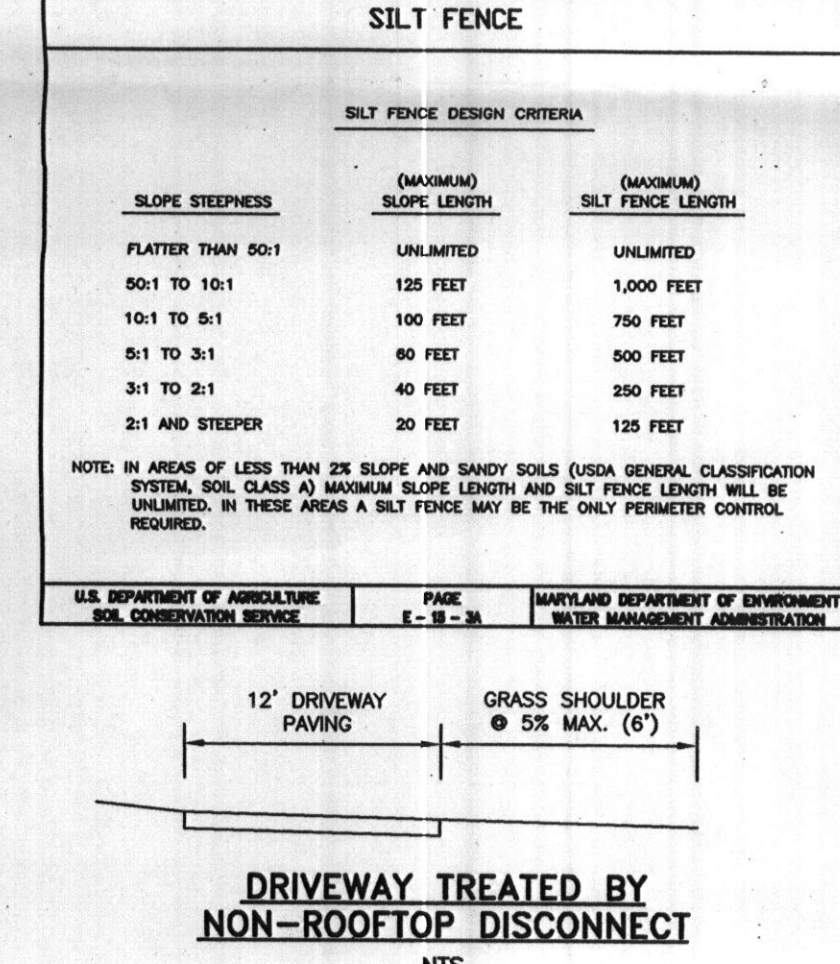 SILT FENCE
SILT FENCE DESIGN CRITERIA
SLOPE STEEPNESS (MAXIMUM) SLOPE LENGTH (MAXIMUM) SILT FENCE LENGTH
FLATTER THAN 50:1 UNLIMITED UNLIMITED
50:1 TO 10:1 125 FEET 1,000 FEET
10:1 TO 5:1 100 FEET 750 FEET
5:1 TO 3:1 60 FEET 500 FEET
3:1 TO 2:1 40 FEET 250 FEET
2:1 AND STEEPER 20 FEET 125 FEET
NOTE: IN AREAS OF LESS THAN 2% SLOPE AND SANDY SOILS (USDA GENERAL CLASSIFICATION
SYSTEM, SOIL CLASS A) MAXIMUM SLOPE LENGTH AND SILT FENCE LENGTH WILL BE
UNLIMITED. IN THESE AREAS A SILT FENCE MAY BE THE ONLY PERIMETER CONTROL
REQUIRED.
U.S. DEPARTMENT OF AGRICULTURE PAGE MARYLAND DEPARTMENT OF ENVIRONMENT
SOIL CONSERVATION SERVICE E - 15 - 3A WATER MANAGEMENT ADMINISTRATION
12' DRIVEWAY GRASS SHOULDER
PAVING @ 5% MAX. (6')
DRIVEWAY TREATED BY
NON-ROOFTOP DISCONNECT
NTS